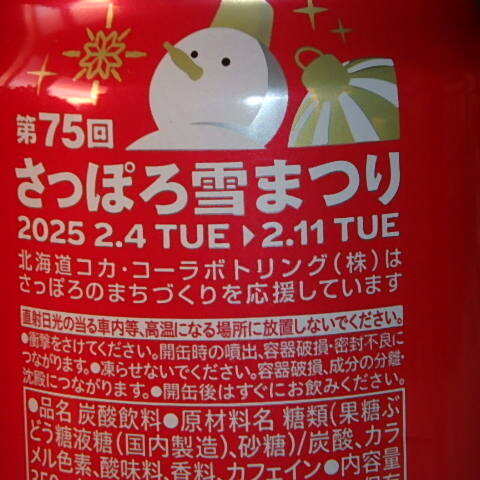 第75回
さっぽろ雪まつり
2025 2.4 TUE ▶ 2.11 TUE
北海道コカ・コーラボトリング(株)は
さっぽろのまちづくりを応援しています
直射日光の当る車内等、高温になる場所に放置しないでください。
●衝撃をさけてください。開缶時の噴出、容器破損・密封不良に
つながります。●凍らせないでください。容器破損、成分の分離・
沈殿につながります。●開缶後はすぐにお飲みください。
●品名 炭酸飲料●原材料名 糖類(果糖ぶ
どう糖液糖(国内製造)、砂糖)/炭酸、カラ
メル色素、酸味料、香料、カフェイン●内容量